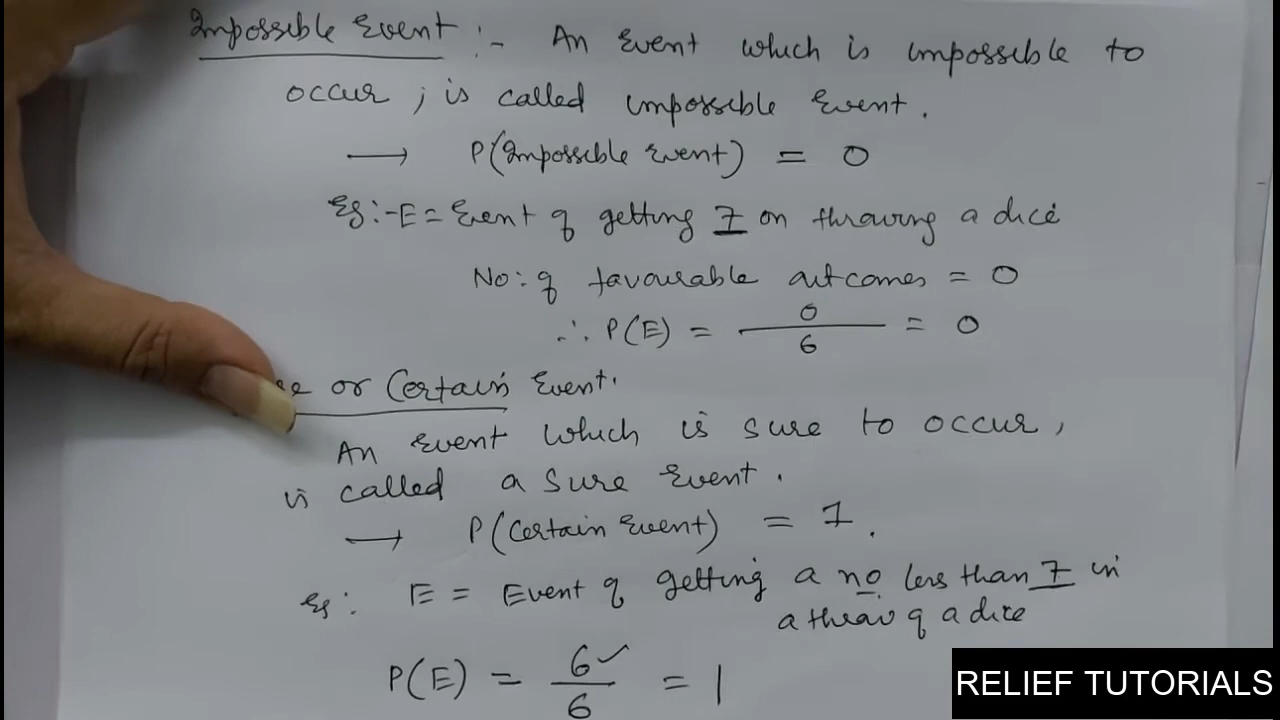 Impossible Event :- An Event which is impossible to
occur, is called impossible Event.
→ P(Impossible Event) = 0
Eg:- E = Event of getting 7 on throwing a dice
No: of favourable outcomes = 0
∴ P(E) = 0/6 = 0
or Certain Event.
An event which is sure to occur,
is called a sure event.
→ P(Certain Event) = 1.
Eg: E = Event of getting a no. less than 7 in
a throw of a dice
P(E) = 6/6 = 1
RELIEF TUTORIALS